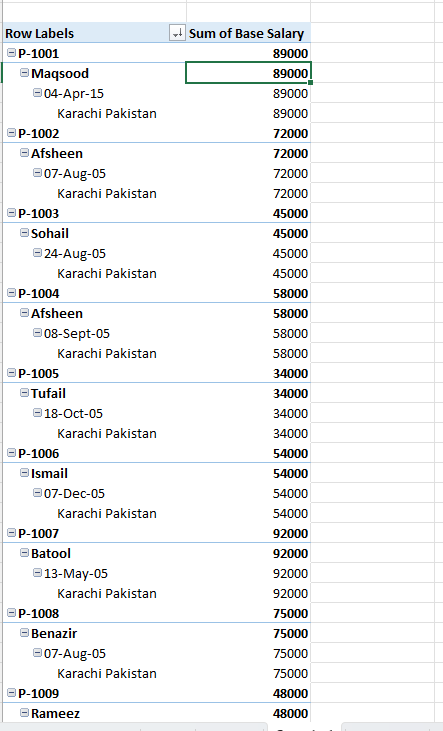 Row Labels Sum of Base Salary
P-1001 89000
Maqsood 89000
04-Apr-15 89000
Karachi Pakistan 89000
P-1002 72000
Afsheen 72000
07-Aug-05 72000
Karachi Pakistan 72000
P-1003 45000
Sohail 45000
24-Aug-05 45000
Karachi Pakistan 45000
P-1004 58000
Afsheen 58000
08-Sept-05 58000
Karachi Pakistan 58000
P-1005 34000
Tufail 34000
18-Oct-05 34000
Karachi Pakistan 34000
P-1006 54000
Ismail 54000
07-Dec-05 54000
Karachi Pakistan 54000
P-1007 92000
Batool 92000
13-May-05 92000
Karachi Pakistan 92000
P-1008 75000
Benazir 75000
07-Aug-05 75000
Karachi Pakistan 75000
P-1009 48000
Rameez 48000